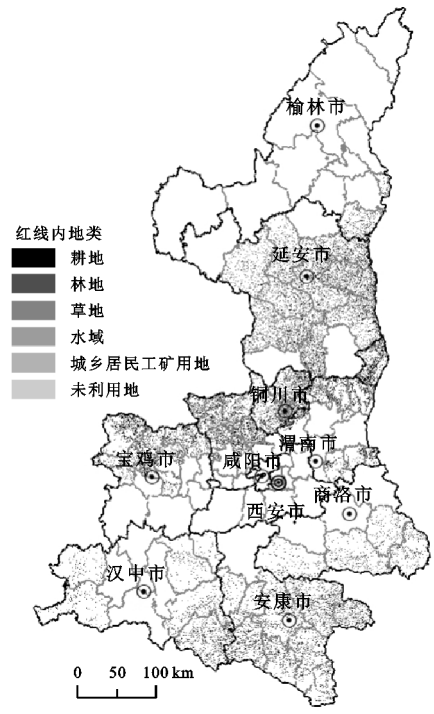 榆林市
红线内地类
耕地
林地
草地
水域
城乡居民工矿用地
未利用地
延安市
铜川市
渭南市
宝鸡市
咸阳市
商洛市
西安市
汉中市
安康市
0 50 100 km